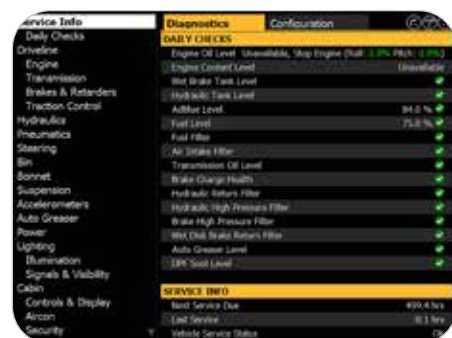 Service Info
Daily Checks
Driveline
Engine
Transmission
Brakes & Retarders
Traction Control
Hydraulics
Pneumatics
Steering
Bin
Bonnet
Suspension
Accelerometers
Auto Greaser
Power
Lighting
Illumination
Signals & Visibility
Cabin
Controls & Display
Aircon
Security
Diagnostics
Configuration
DAILY CHECKS
Engine Oil Level Unavailable, Stop Engine (Roll: Pitch:
Engine Coolant Level Unavailable
Wet Brake Tank Level
Hydraulic Tank Level
AdBlue Level 94.0 %
Fuel Level 75.0 %
Fuel Filter
Air Intake Filter
Transmission Oil Level
Brake Charge Health
Hydraulic Return Filter
Hydraulic High Pressure Filter
Brake High Pressure Filter
Wet Disk Brake Return Filter
Auto Greaser Level
DPF Soot Level
SERVICE INFO
Next Service Due 499.4 hrs
Last Service 0.1 hrs
Vehicle Service Status Ok